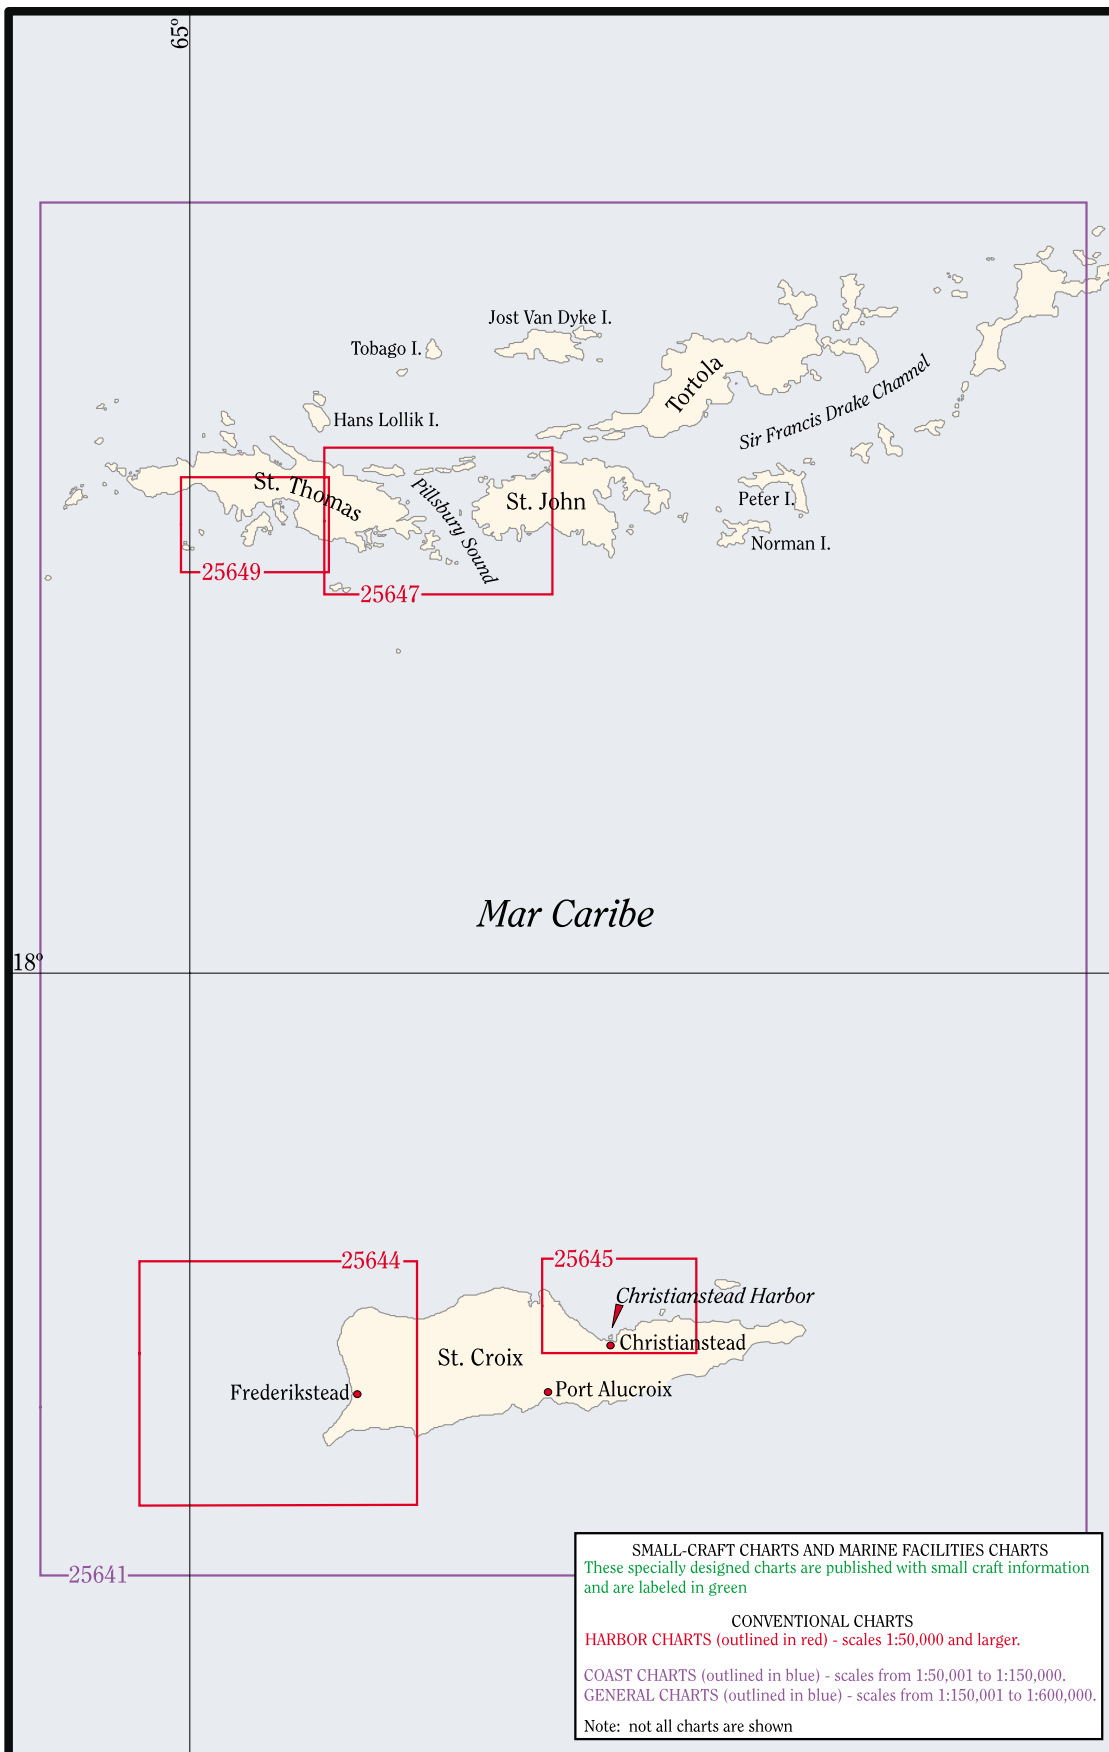 65°
Jost Van Dyke I.
Tobago I.
Tortola
Sir Francis Drake Channel
Hans Lollik I.
St. Thomas
Pillsbury Sound
St. John
Peter I.
Norman I.
25649
25647
Mar Caribe
18°
25644
25645
Christianstead Harbor
Christianstead
St. Croix
Frederikstead
Port Alucroix
25641
SMALL-CRAFT CHARTS AND MARINE FACILITIES CHARTS
These specially designed charts are published with small craft information
and are labeled in green
CONVENTIONAL CHARTS
HARBOR CHARTS (outlined in red) - scales 1:50,000 and larger.
COAST CHARTS (outlined in blue) - scales from 1:50,001 to 1:150,000.
GENERAL CHARTS (outlined in blue) - scales from 1:150,001 to 1:600,000.
Note: not all charts are shown